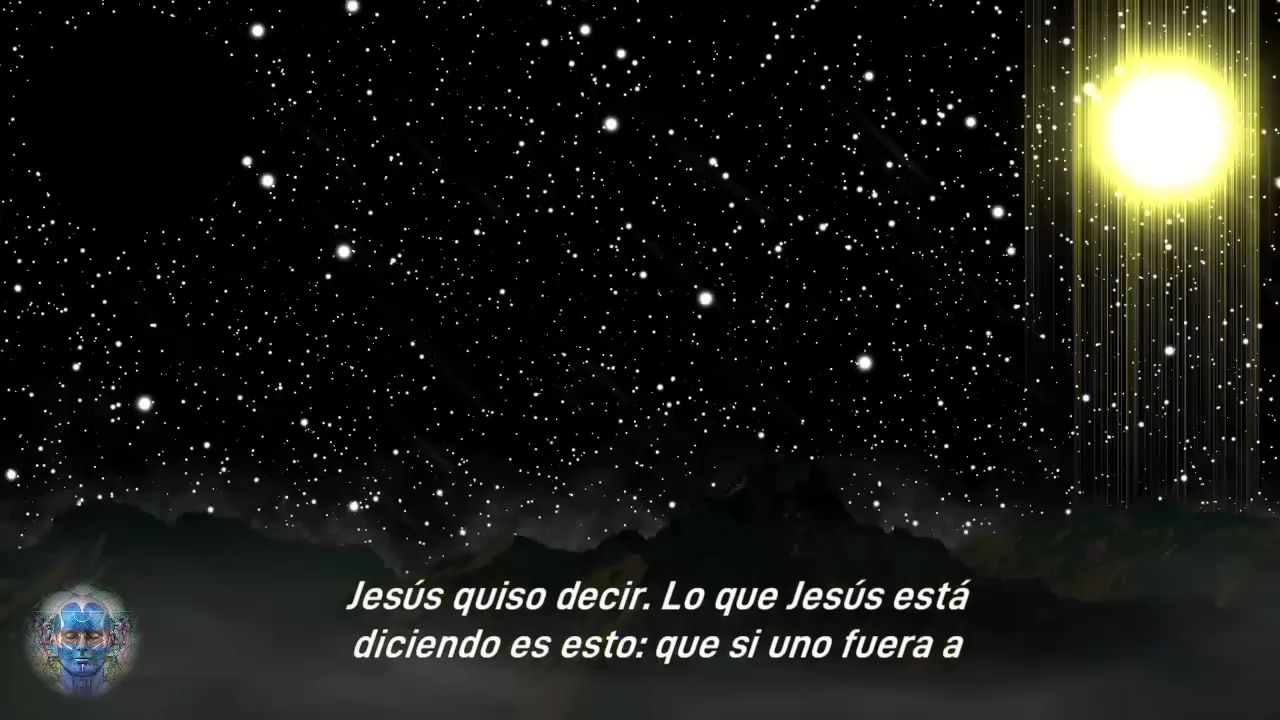 Jesús quiso decir. Lo que Jesús está
diciendo es esto: que si uno fuera a